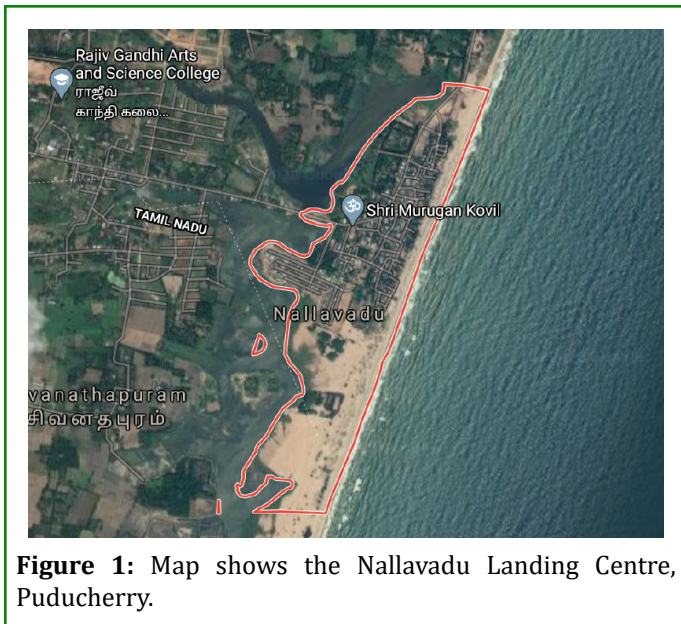 Rajiv Gandhi Arts
and Science College
ராஜீவ்
காந்தி கலை...
Shri Murugan Kovil
TAMIL NADU
Nallavadu
vanathapuram
சிவனதபுரம்
Figure 1: Map shows the Nallavadu Landing Centre,
Puducherry.